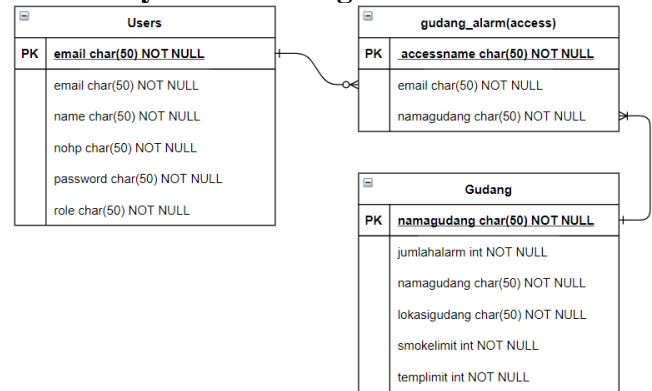 Users
PK email char(50) NOT NULL
email char(50) NOT NULL
name char(50) NOT NULL
nohp char(50) NOT NULL
password char(50) NOT NULL
role char(50) NOT NULL
gudang_alarm(access)
PK accessname char(50) NOT NULL
email char(50) NOT NULL
namagudang char(50) NOT NULL
Gudang
PK namagudang char(50) NOT NULL
jumlahalarm int NOT NULL
namagudang char(50) NOT NULL
lokasigudang char(50) NOT NULL
smokelimit int NOT NULL
templimit int NOT NULL